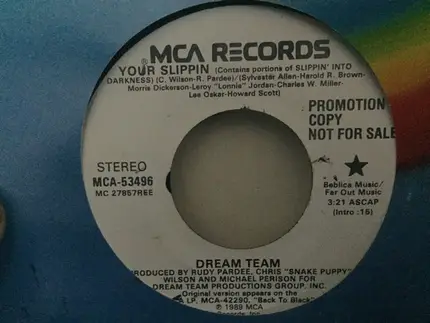 MCA RECORDS
YOUR SLIPPIN (Contains portions of SLIPPIN' INTO
DARKNESS) (C. Wilson-R. Pardee)/(Sylvester Allen-Harold R. Brown-
Morris Dickerson-Leroy "Lonnie" Jordan-Charles W. Miller-
Lee Oskar-Howard Scott)
PROMOTION
COPY
NOT FOR SALE
STEREO
MCA-53496
MC 27857REE
Beblica Music/
Far Out Music
3:21 ASCAP
(Intro :15)
DREAM TEAM
PRODUCED BY RUDY PARDEE, CHRIS "SNAKE PUPPY"
WILSON AND MICHAEL PERISON FOR
DREAM TEAM PRODUCTIONS GROUP, INC.
Original version appears on the
LP, MCA-42290, "Back To Black"
℗ 1989 MCA
Records, Inc.